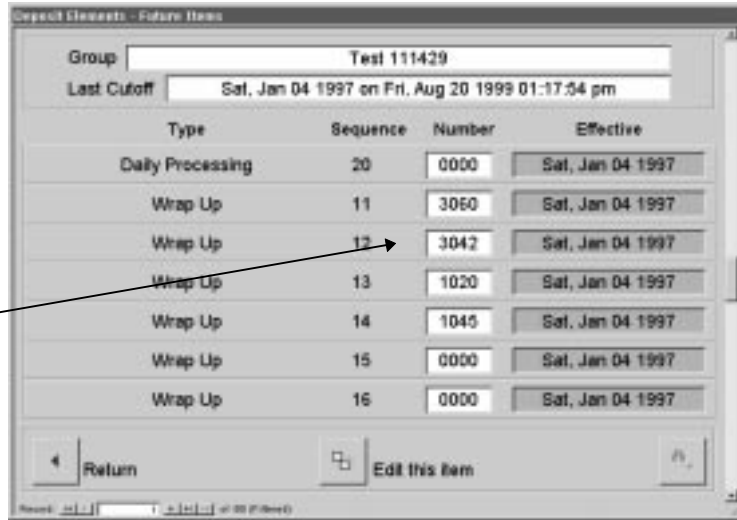 Deposit Elements - Future Items
Group Test 111429
Last Cutoff Sat, Jan 04 1997 on Fri, Aug 20 1999 01:17:54 pm
Type Sequence Number Effective
Daily Processing 20 0000 Sat, Jan 04 1997
Wrap Up 11 3060 Sat, Jan 04 1997
Wrap Up 12 3042 Sat, Jan 04 1997
Wrap Up 13 1020 Sat, Jan 04 1997
Wrap Up 14 1045 Sat, Jan 04 1997
Wrap Up 15 0000 Sat, Jan 04 1997
Wrap Up 16 0000 Sat, Jan 04 1997
Return Edit this item
Record: 1 of (Filtered)